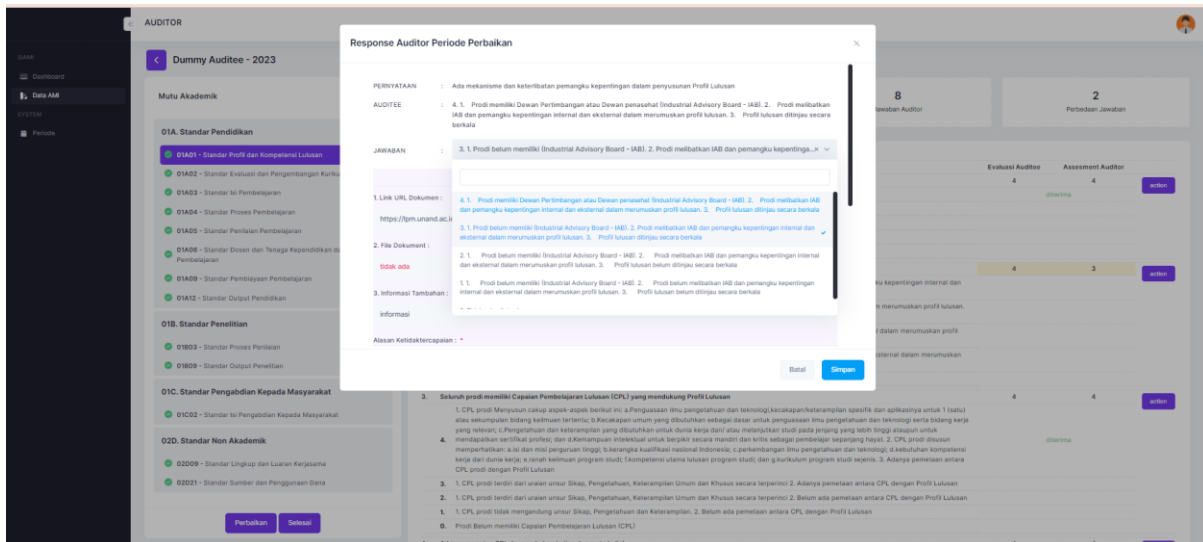 AUDITOR
DAMI
Dashboard
Data AMI
SYSTEM
Periode
Dummy Auditee - 2023
Mutu Akademik
01A. Standar Pendidikan
01A01 - Standar Profil dan Kompetensi Lulusan
01A02 - Standar Evaluasi dan Pengembangan Kuriku
01A03 - Standar Isi Pembelajaran
01A04 - Standar Proses Pembelajaran
01A05 - Standar Penilaian Pembelajaran
01A06 - Standar Dosen dan Tenaga Kependidikan da
Pembelajaran
01A09 - Standar Pembiayaan Pembelajaran
01A12 - Standar Output Pendidikan
01B. Standar Penelitian
01B03 - Standar Proses Penilaian
01B09 - Standar Output Penelitian
01C. Standar Pengabdian Kepada Masyarakat
01C02 - Standar Isi Pengabdian Kepada Masyarakat
02D. Standar Non Akademik
02D09 - Standar Lingkup dan Luaran Kerjasama
02D21 - Standar Sumber dan Penggunaan Dana
Perbaikan
Selesai
Response Auditor Periode Perbaikan
PERNYATAAN : Ada mekanisme dan keterlibatan pemangku kepentingan dalam penyusunan Profil Lulusan
AUDITEE : 4. 1. Prodi memiliki Dewan Pertimbangan atau Dewan penasehat (Industrial Advisory Board - IAB). 2. Prodi melibatkan
IAB dan pemangku kepentingan internal dan eksternal dalam merumuskan profil lulusan. 3. Profil lulusan ditinjau secara
berkala
JAWABAN : 3. 1. Prodi belum memiliki (Industrial Advisory Board - IAB). 2. Prodi melibatkan IAB dan pemangku kepentinga...
4. 1. Prodi memiliki Dewan Pertimbangan atau Dewan penasehat (Industrial Advisory Board - IAB). 2. Prodi melibatkan IAB
dan pemangku kepentingan internal dan eksternal dalam merumuskan profil lulusan. 3. Profil lulusan ditinjau secara berkala
3. 1. Prodi belum memiliki (Industrial Advisory Board - IAB). 2. Prodi melibatkan IAB dan pemangku kepentingan internal dan
eksternal dalam merumuskan profil lulusan. 3. Profil lulusan ditinjau secara berkala
2. 1. Prodi belum memiliki (Industrial Advisory Board - IAB). 2. Prodi melibatkan IAB dan pemangku kepentingan internal
dan eksternal dalam merumuskan profil lulusan. 3. Profil lulusan belum ditinjau secara berkala
1. 1. Prodi belum memiliki (Industrial Advisory Board - IAB). 2. Prodi belum melibatkan IAB dan pemangku kepentingan
internal dan eksternal dalam merumuskan profil lulusan. 3. Profil lulusan belum ditinjau secara berkala
1. Link URL Dokumen :
https://lpm.unand.ac.i
2. File Dokument :
tidak ada
3. Informasi Tambahan :
informasi
Alasan Ketidaktercapaian : *
Batal
Simpan
8
Jawaban Auditor
2
Perbedaan Jawaban
Evaluasi Auditee
Assesment Auditor
4
4
action
diterima
4
3
action
ku kepentingan internal dan
m merumuskan profil lulusan.
l dalam merumuskan profil
sternal dalam merumuskan
3. Seluruh prodi memiliki Capaian Pembelajaran Lulusan (CPL) yang mendukung Profil Lulusan
4
4
action
diterima
1. CPL prodi Menyusun cakup aspek-aspek berikut ini: a.Penguasaan ilmu pengetahuan dan teknologi,kecakapan/keterampilan spesifik dan aplikasinya untuk 1 (satu)
atau sekumpulan bidang keilmuan tertentu; b.Kecakapan umum yang dibutuhkan sebagai dasar untuk penguasaan ilmu pengetahuan dan teknologi serta bidang kerja
yang relevan; c.Pengetahuan dan keterampilan yang dibutuhkan untuk dunia kerja dan/ atau melanjutkan studi pada jenjang yang lebih tinggi ataupun untuk
4. mendapatkan sertifikat profesi; dan d.Kemampuan intelektual untuk berpikir secara mandiri dan kritis sebagai pembelajar sepanjang hayat. 2. CPL prodi disusun
memperhatikan: a.isi dan misi perguruan tinggi; b.kerangka kualifikasi nasional Indonesia; c.perkembangan ilmu pengetahuan dan teknologi; d.kebutuhan kompetensi
kerja dari dunia kerja; e.ranah keilmuan program studi; f.kompetensi utama lulusan program studi; dan g.kurikulum program studi sejenis. 3. Adanya pemetaan antara
CPL prodi dengan Profil Lulusan
3. 1. CPL prodi terdiri dari uraian unsur Sikap, Pengetahuan, Keterampilan Umum dan Khusus secara terperinci 2. Adanya pemetaan antara CPL dengan Profil Lulusan
2. 1. CPL prodi terdiri dari uraian unsur Sikap, Pengetahuan, Keterampilan Umum dan Khusus secara terperinci 2. Belum ada pemetaan antara CPL dengan Profil Lulusan
1. 1. CPL prodi tidak mengandung unsur Sikap, Pengetahuan dan Keterampilan. 2. Belum ada pemetaan antara CPL dengan Profil Lulusan
0. Prodi Belum memiliki Capaian Pembelajaran Lulusan (CPL)